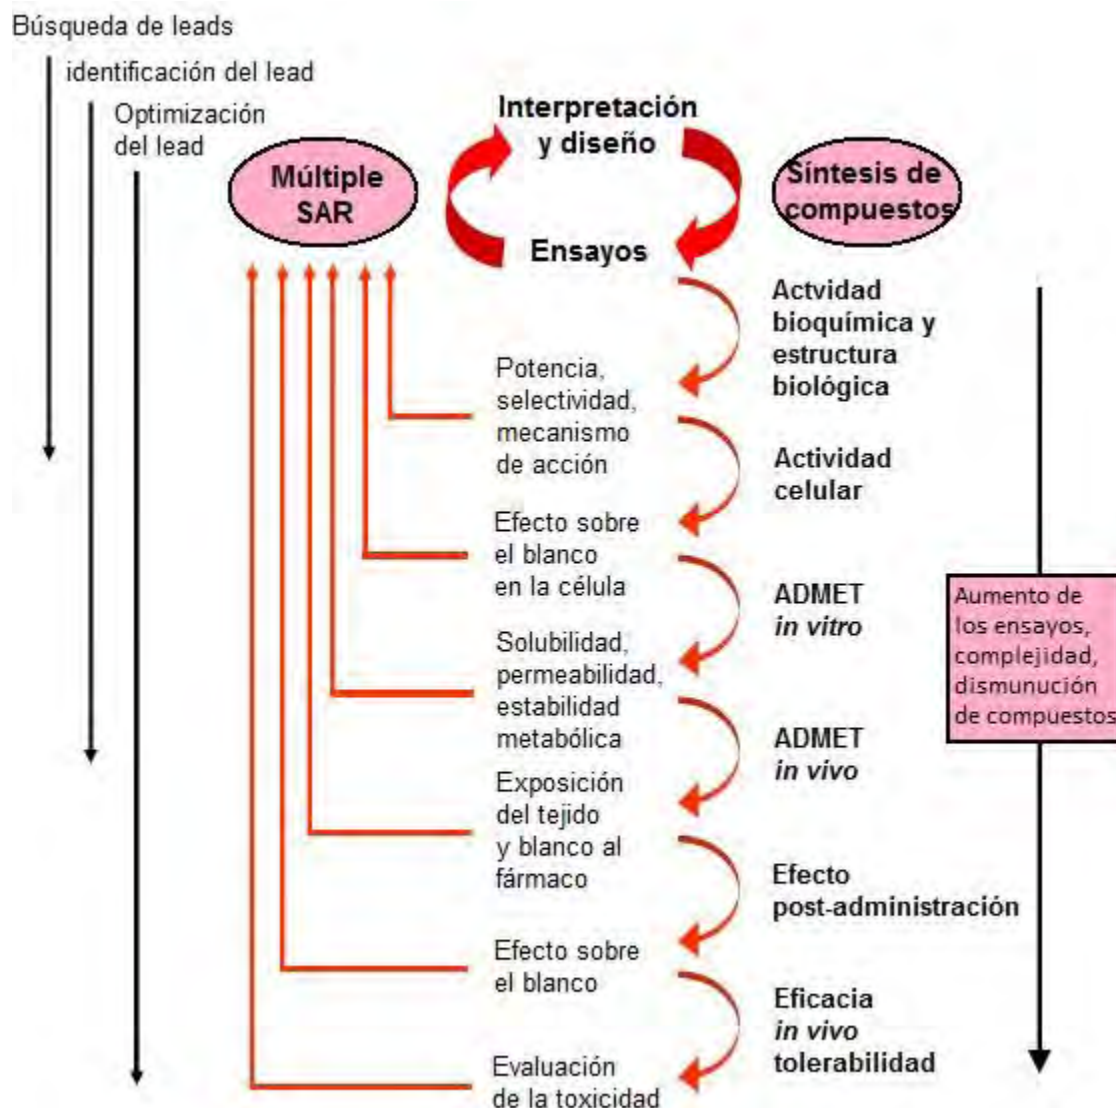 Búsqueda de leads
identificación del lead
Optimización
del lead
Interpretación
y diseño
Múltiple
SAR
Síntesis de
compuestos
Ensayos
Actvidad
bioquímica y
estructura
biológica
Potencia,
selectividad,
mecanismo
de acción
Actividad
celular
Efecto sobre
el blanco
en la célula
ADMET
in vitro
Aumento de
los ensayos,
complejidad,
dismunución
de compuestos
Solubilidad,
permeabilidad,
estabilidad
metabólica
ADMET
in vivo
Exposición
del tejido
y blanco al
fármaco
Efecto
post-administración
Efecto sobre
el blanco
Eficacia
in vivo
tolerabilidad
Evaluación
de la toxicidad